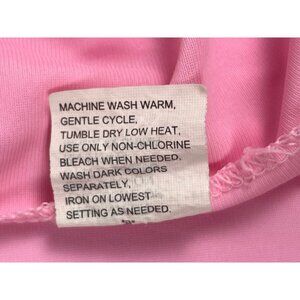 MACHINE WASH WARM,
GENTLE CYCLE,
TUMBLE DRY LOW HEAT,
USE ONLY NON-CHLORINE
BLEACH WHEN NEEDED.
WASH DARK COLORS
SEPARATELY,
IRON ON LOWEST
SETTING AS NEEDED.